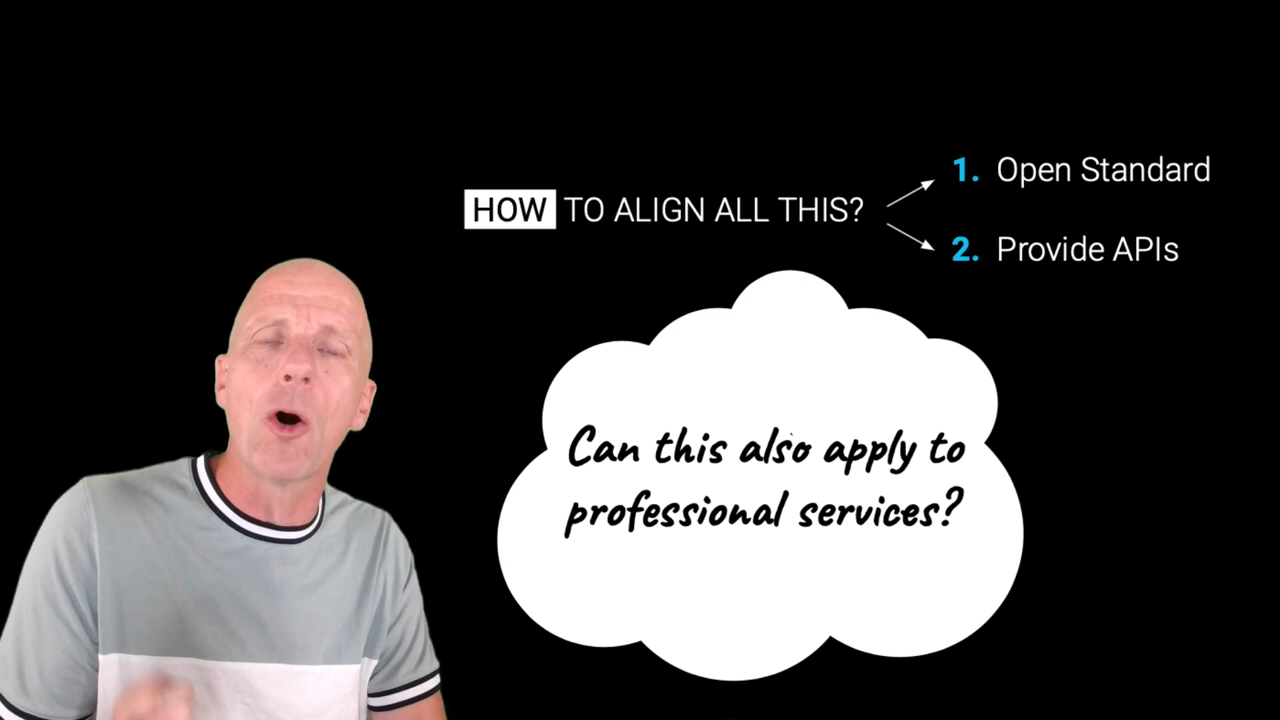 HOW TO ALIGN ALL THIS?
1. Open Standard
2. Provide APIs
Can this also apply to
professional services?